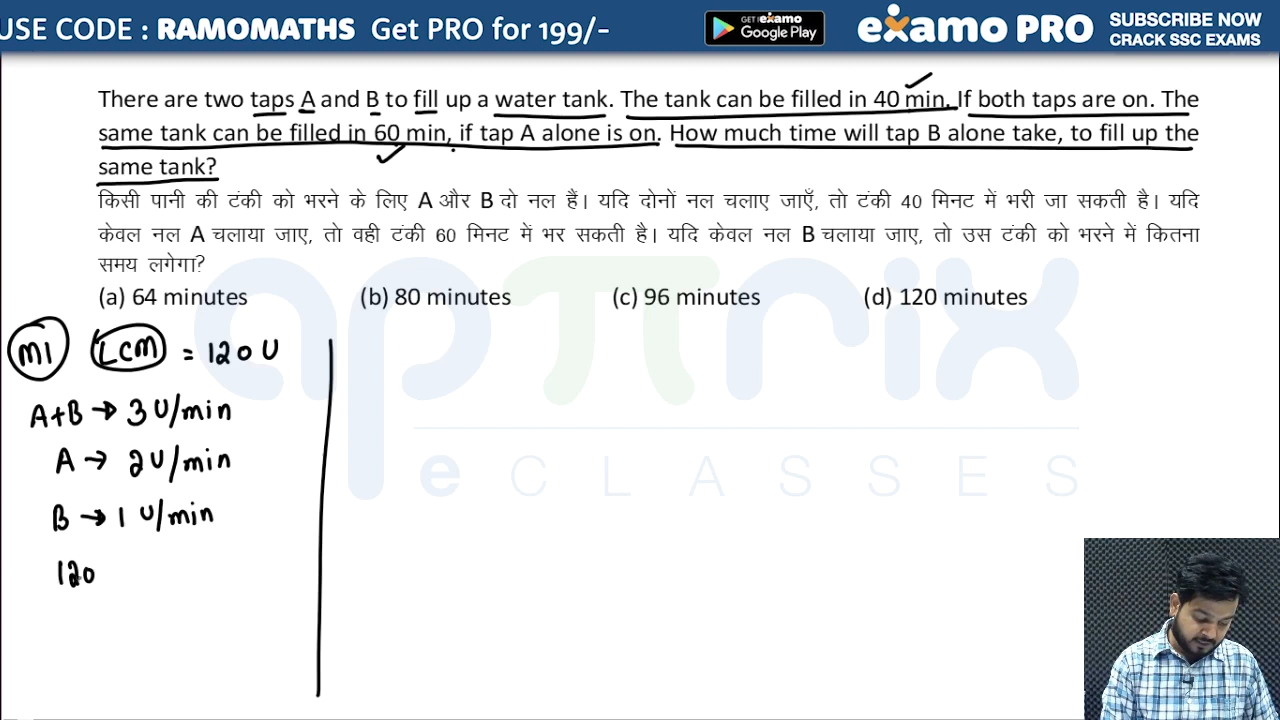 USE CODE : RAMOMATHS Get PRO for 199/-
GET IT ON examo
Google Play
examo PRO
SUBSCRIBE NOW
CRACK SSC EXAMS
There are two taps A and B to fill up a water tank. The tank can be filled in 40 min. If both taps are on. The
same tank can be filled in 60 min, if tap A alone is on. How much time will tap B alone take, to fill up the
same tank?
किसी पानी की टंकी को भरने के लिए A और B दो नल हैं। यदि दोनों नल चलाए जाएँ, तो टंकी 40 मिनट में भरी जा सकती है। यदि
केवल नल A चलाया जाए, तो वही टंकी 60 मिनट में भर सकती है। यदि केवल नल B चलाया जाए, तो उस टंकी को भरने में कितना
समय लगेगा?
(a) 64 minutes (b) 80 minutes (c) 96 minutes (d) 120 minutes
M1 LCM = 120 U
A+B → 3 U/min
A → 2U/min
B → 1 U/min
120
apπrix
e CLASSES